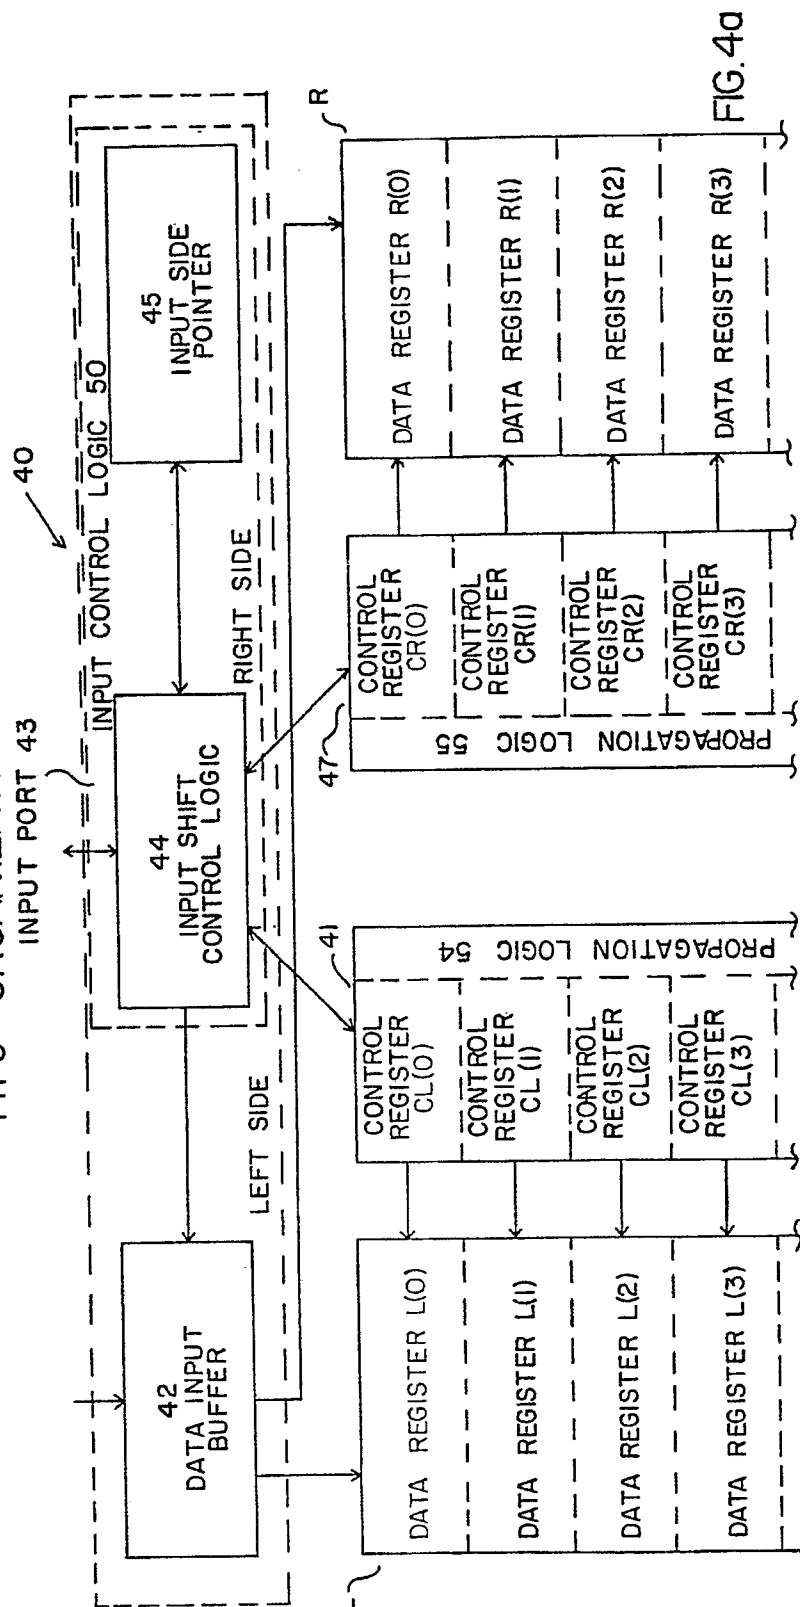 INPUT PORT 43
40
INPUT CONTROL LOGIC 50
42
DATA INPUT
BUFFER
44
INPUT SHIFT
CONTROL LOGIC
45
INPUT SIDE
POINTER
LEFT SIDE
RIGHT SIDE
41
47
R
DATA REGISTER L(0)
DATA REGISTER L(1)
DATA REGISTER L(2)
DATA REGISTER L(3)
CONTROL
REGISTER
CL(0)
CONTROL
REGISTER
CL(1)
CONTROL
REGISTER
CL(2)
CONTROL
REGISTER
CL(3)
PROPAGATION LOGIC 54
PROPAGATION LOGIC 55
CONTROL
REGISTER
CR(0)
CONTROL
REGISTER
CR(1)
CONTROL
REGISTER
CR(2)
CONTROL
REGISTER
CR(3)
DATA REGISTER R(0)
DATA REGISTER R(1)
DATA REGISTER R(2)
DATA REGISTER R(3)
FIG. 4a